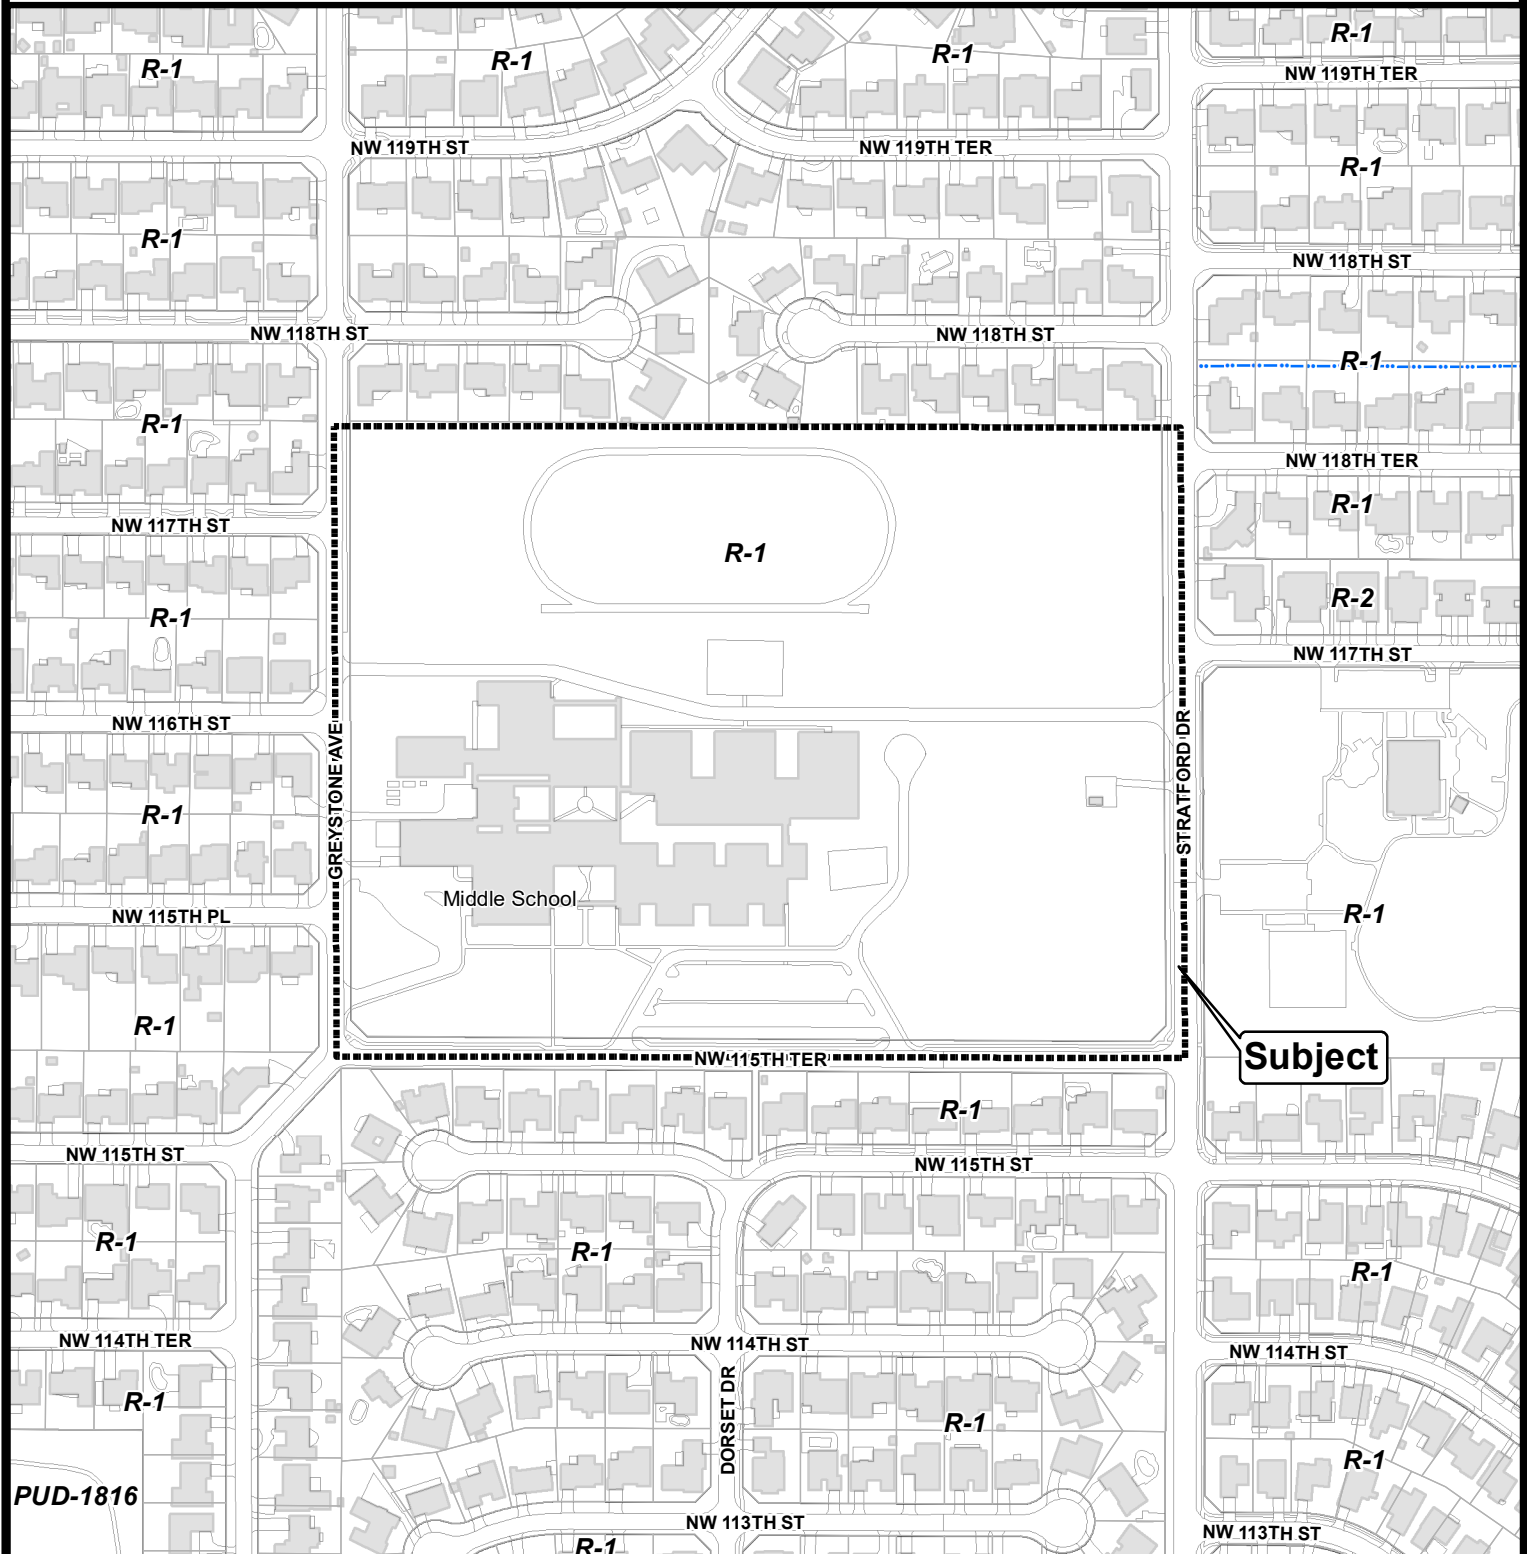 R-1
R-1
R-1
R-1
NW 119TH TER
NW 119TH ST
NW 119TH TER
R-1
R-1
NW 118TH ST
NW 118TH ST
NW 118TH ST
R-1
R-1
NW 118TH TER
R-1
R-1
NW 117TH ST
R-1
R-2
R-1
NW 117TH ST
NW 116TH ST
GREYSTONE AVE
STRATFORD DR
R-1
Middle School
NW 115TH PL
R-1
R-1
Subject
NW 115TH TER
R-1
NW 115TH ST
NW 115TH ST
R-1
R-1
R-1
NW 114TH TER
NW 114TH ST
NW 114TH ST
R-1
DORSET DR
R-1
R-1
PUD-1816
NW 113TH ST
NW 113TH ST
R-1